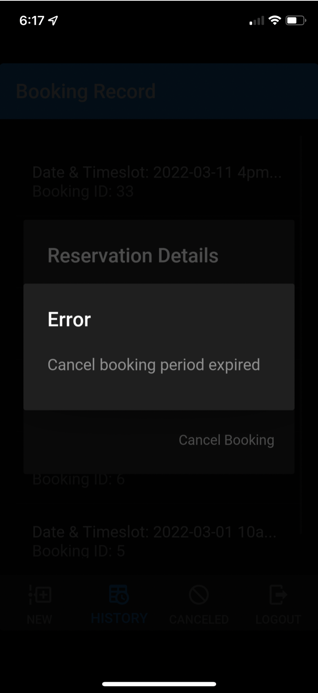 6:17
Booking Record
Date & Timeslot: 2022-03-11 4pm...
Booking ID: 33
Reservation Details
Error
Cancel booking period expired
Cancel Booking
Booking ID: 6
Date & Timeslot: 2022-03-01 10a...
Booking ID: 5
NEW
HISTORY
CANCELED
LOGOUT